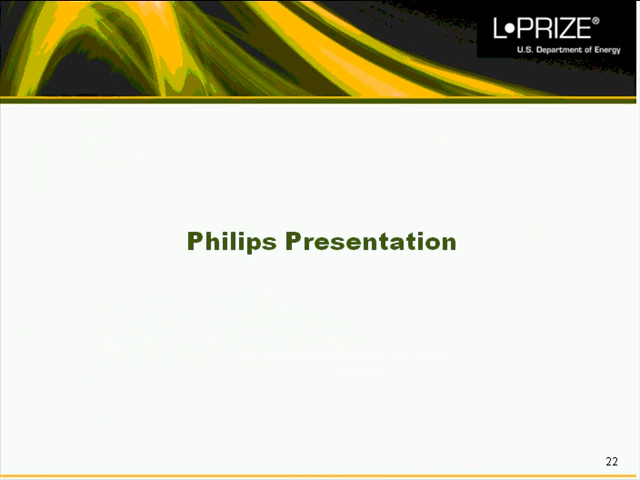 L•PRIZE®
U.S. Department of Energy
Philips Presentation
22